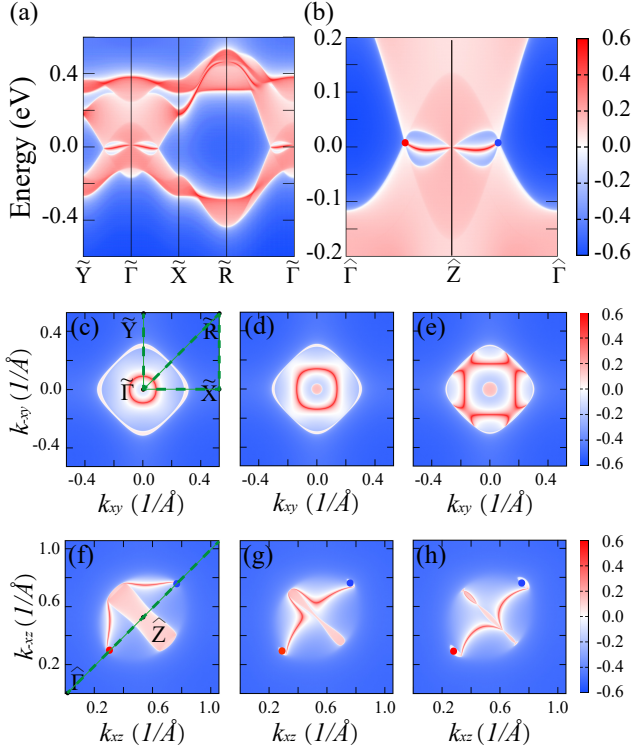 (a) (b)
Energy (eV)
0.4
0.0
-0.4
Ỹ Γ̃ X̃ R̃ Γ̃
0.2
0.1
0.0
-0.1
-0.2
Γ̂ Ẑ Γ̂
0.6
0.4
0.2
0.0
-0.2
-0.4
-0.6
(c) Ỹ R̃ Γ̃ X̃
(d)
(e)
k-xy (1/Å)
0.4
0.0
-0.4
-0.4 0.0 0.4
-0.4 0.0 0.4
-0.4 0.0 0.4
kxy (1/Å) kxy (1/Å) kxy (1/Å)
0.6
0.4
0.2
0.0
-0.2
-0.4
-0.6
(f) Ẑ Γ̂
(g)
(h)
k-xz (1/Å)
1.0
0.6
0.2
0.2 0.6 1.0
0.2 0.6 1.0
0.2 0.6 1.0
kxz (1/Å) kxz (1/Å) kxz (1/Å)
0.6
0.4
0.2
0.0
-0.2
-0.4
-0.6